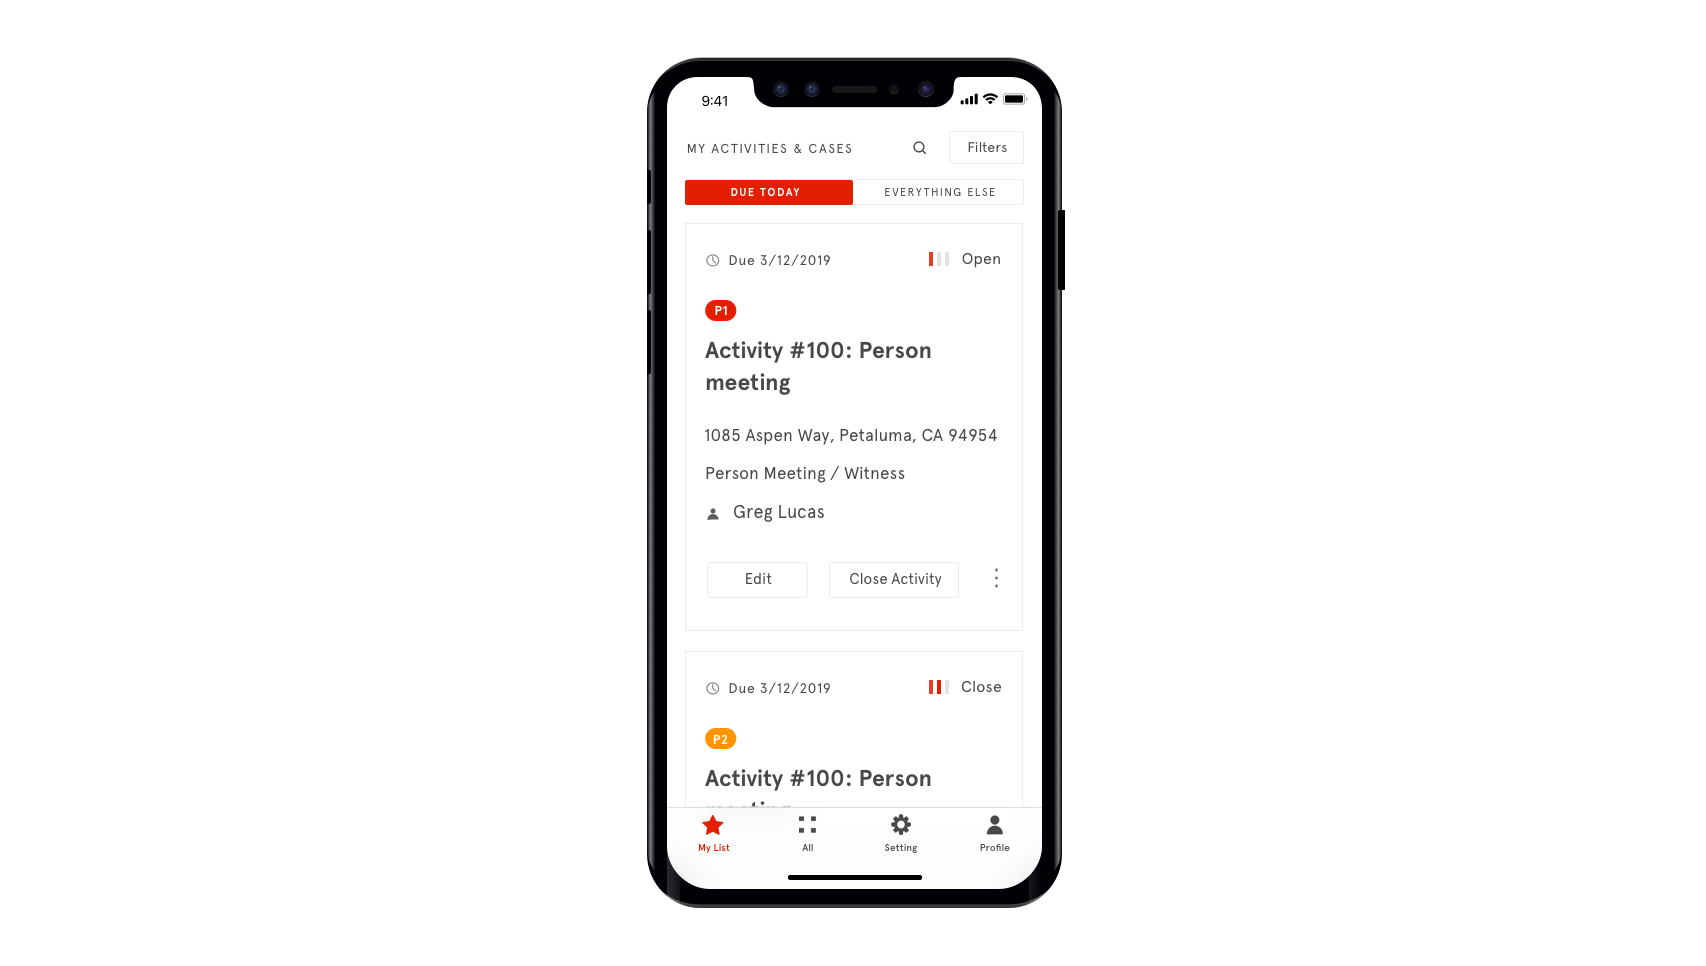 9:41
MY ACTIVITIES & CASES
Filters
DUE TODAY
EVERYTHING ELSE
Due 3/12/2019
Open
P1
Activity #100: Person
meeting
1085 Aspen Way, Petaluma, CA 94954
Person Meeting / Witness
Greg Lucas
Edit
Close Activity
Due 3/12/2019
Close
P2
Activity #100: Person
meeting
My List
All
Setting
Profile